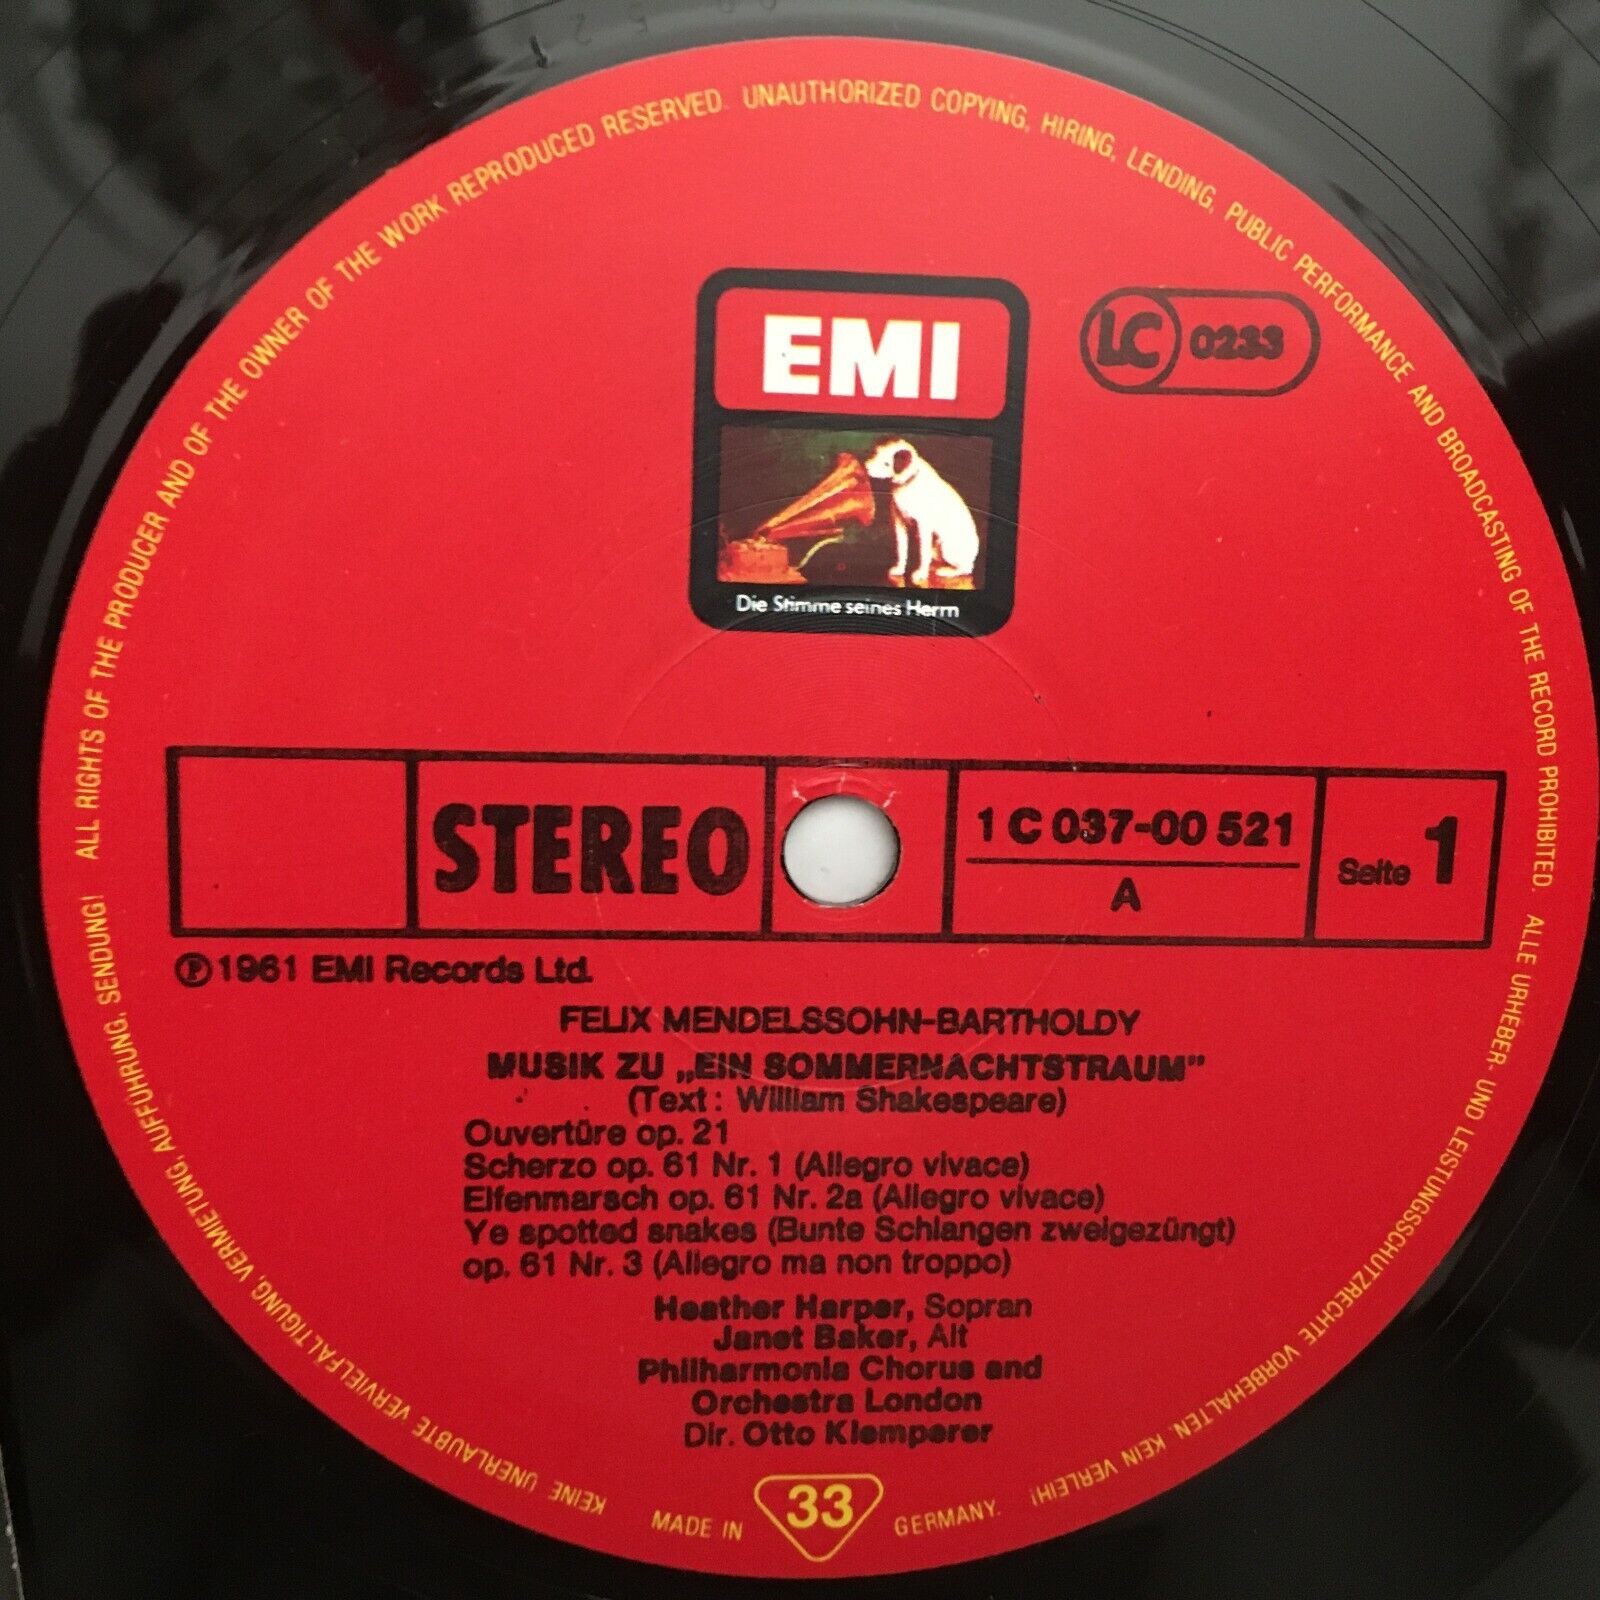 ALL RIGHTS OF THE PRODUCER AND OF THE OWNER OF THE WORK REPRODUCED RESERVED. UNAUTHORIZED COPYING, HIRING, LENDING, PUBLIC PERFORMANCE AND BROADCASTING OF THE RECORD PROHIBITED.
EMI
LC 0233
Die Stimme seines Herrn
STEREO
1 C 037-00 521
A
Seite 1
℗ 1961 EMI Records Ltd.
FELIX MENDELSSOHN-BARTHOLDY
MUSIK ZU „EIN SOMMERNACHTSTRAUM"
(Text: William Shakespeare)
Ouvertüre op. 21
Scherzo op. 61 Nr. 1 (Allegro vivace)
Elfenmarsch op. 61 Nr. 2a (Allegro vivace)
Ye spotted snakes (Bunte Schlangen zweigezüngt)
op. 61 Nr. 3 (Allegro ma non troppo)
Heather Harper, Sopran
Janet Baker, Alt
Philharmonia Chorus and
Orchestra London
Dir. Otto Klemperer
ALLE URHEBER- UND LEISTUNGSSCHUTZRECHTE VORBEHALTEN. KEIN VERLEIH! KEINE UNERLAUBTE VERVIELFÄLTIGUNG, VERMIETUNG, AUFFÜHRUNG, SENDUNG!
MADE IN 33 GERMANY.